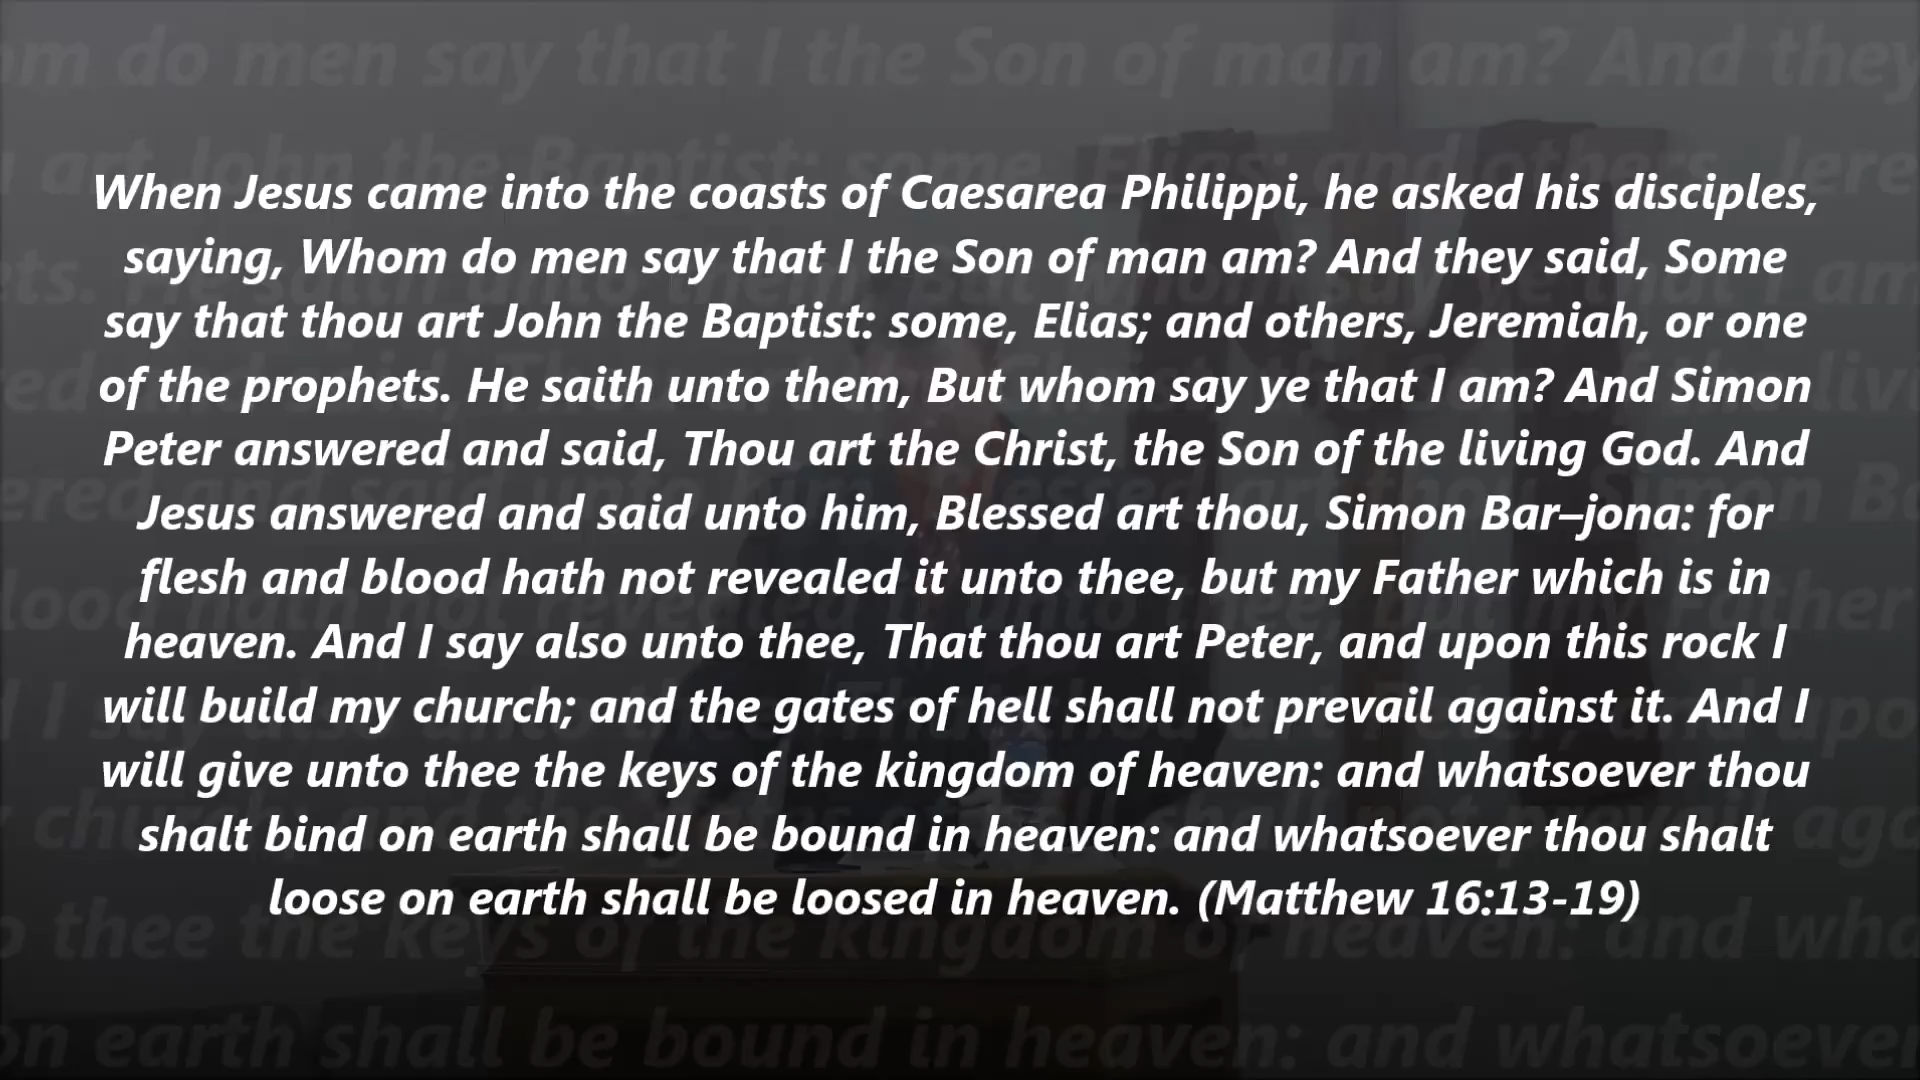 When Jesus came into the coasts of Caesarea Philippi, he asked his disciples,
saying, Whom do men say that I the Son of man am? And they said, Some
say that thou art John the Baptist: some, Elias; and others, Jeremiah, or one
of the prophets. He saith unto them, But whom say ye that I am? And Simon
Peter answered and said, Thou art the Christ, the Son of the living God. And
Jesus answered and said unto him, Blessed art thou, Simon Bar–jona: for
flesh and blood hath not revealed it unto thee, but my Father which is in
heaven. And I say also unto thee, That thou art Peter, and upon this rock I
will build my church; and the gates of hell shall not prevail against it. And I
will give unto thee the keys of the kingdom of heaven: and whatsoever thou
shalt bind on earth shall be bound in heaven: and whatsoever thou shalt
loose on earth shall be loosed in heaven. (Matthew 16:13-19)